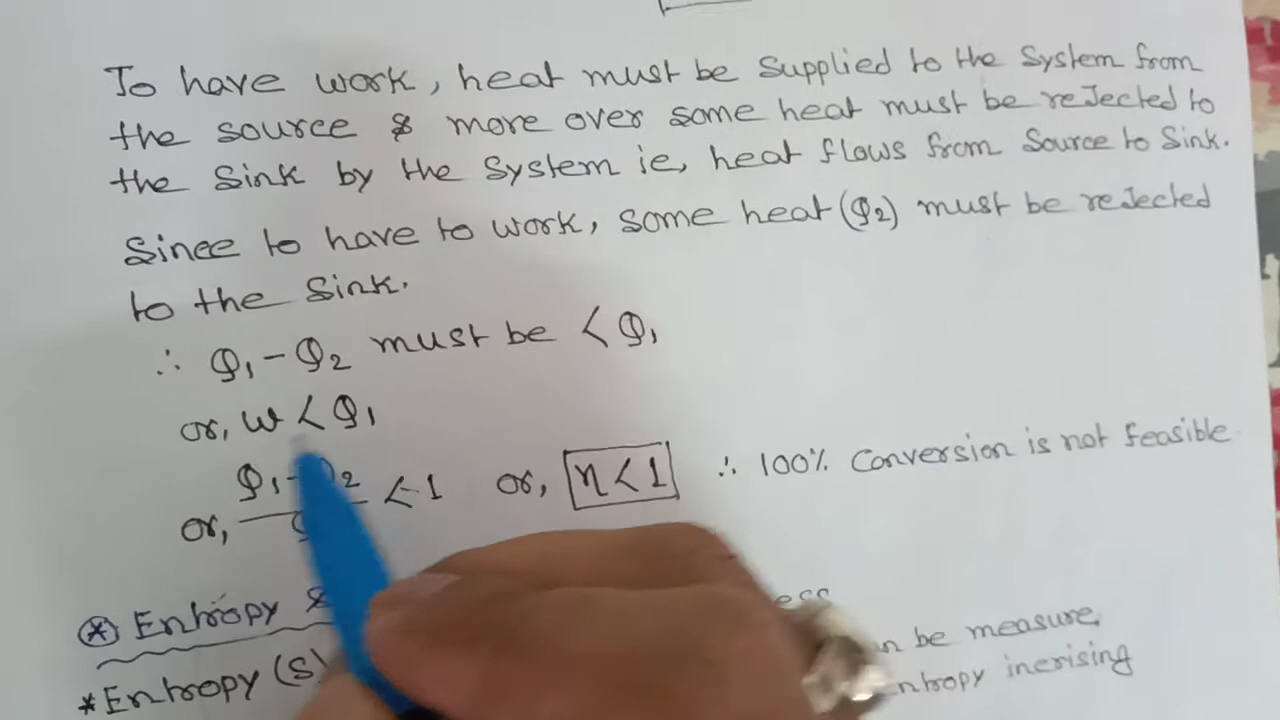 To have work, heat must be supplied to the system from
the source & more over some heat must be rejected to
the sink by the system ie, heat flows from source to sink.
Since to have to work, some heat (Q₂) must be rejected
to the sink.
∴ Q₁ - Q₂ must be < Q₁
or, w < Q₁
or, Q₁ - Q₂ < 1 or, η < 1 ∴ 100% conversion is not feasible
* Entropy &
* Entropy (S) be measure,
entropy incrising